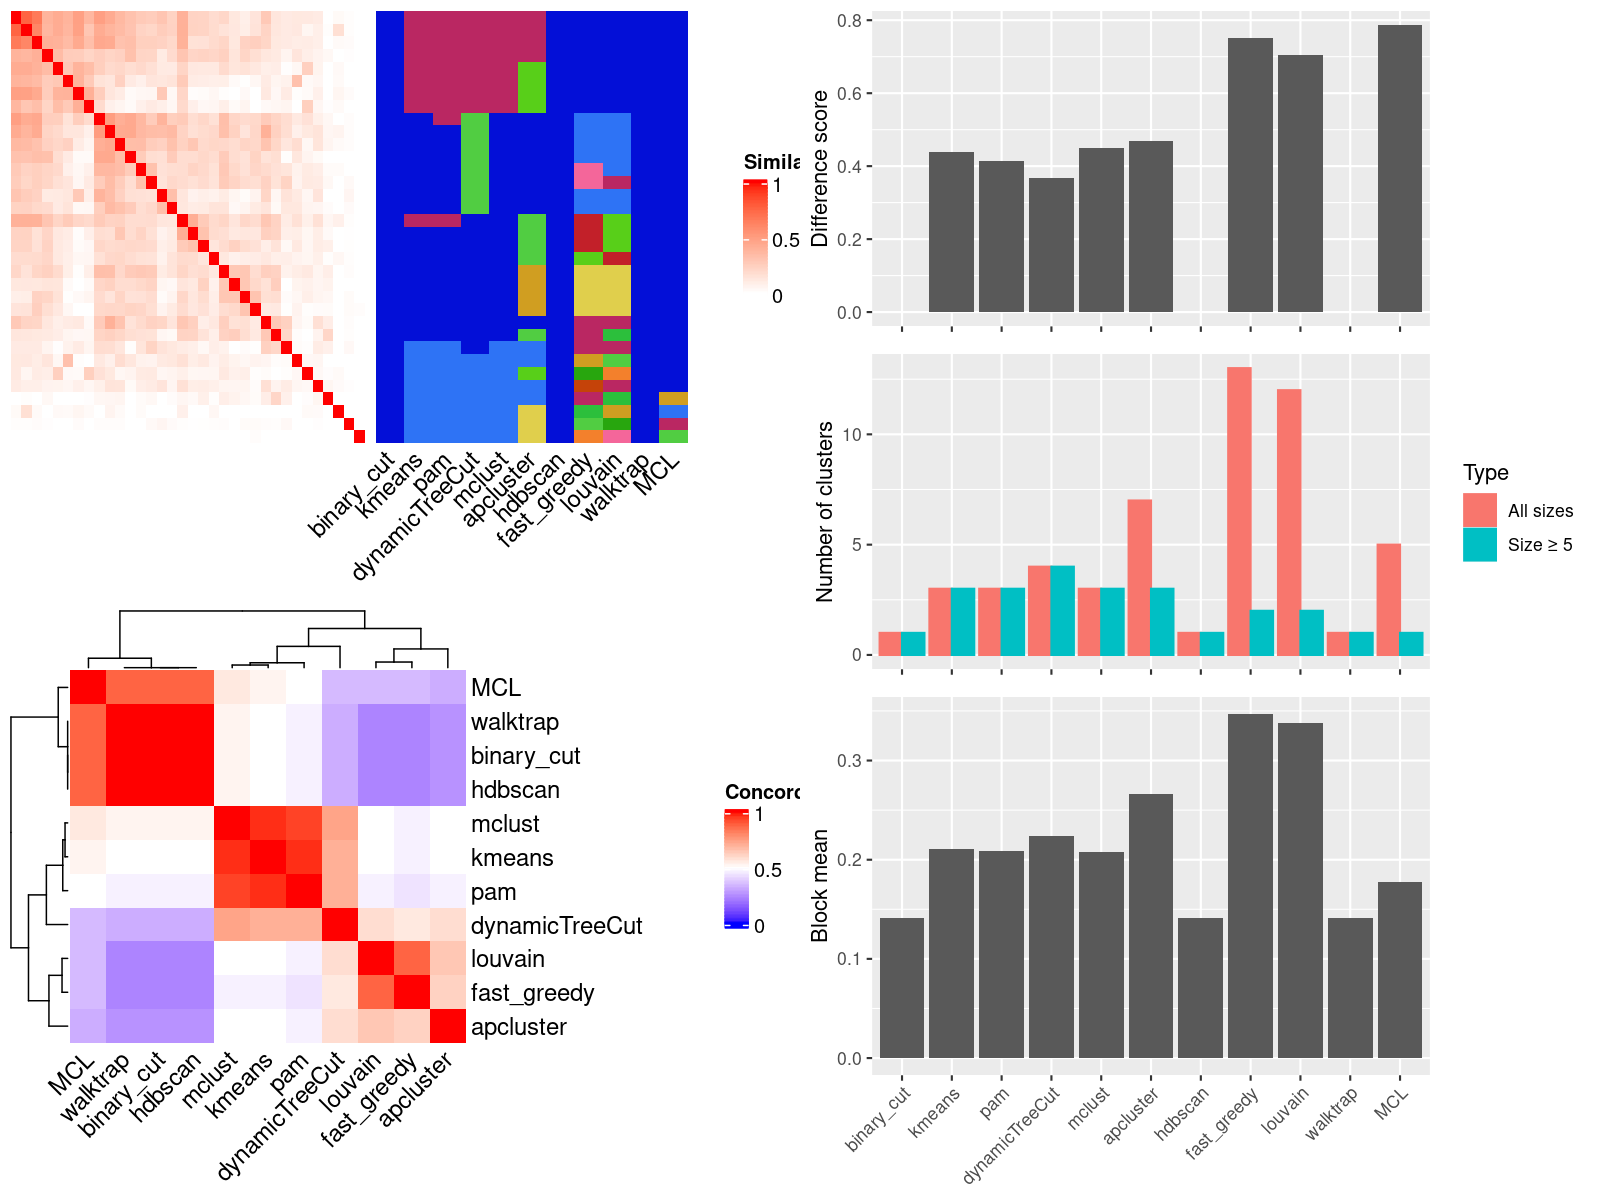 Simila
1
0.5
0
binary_cut
kmeans
pam
dynamicTreeCut
mclust
apcluster
hdbscan
fast_greedy
louvain
walktrap
MCL
MCL
walktrap
binary_cut
hdbscan
mclust
kmeans
pam
dynamicTreeCut
louvain
fast_greedy
apcluster
Concord
1
0.5
0
MCL
walktrap
binary_cut
hdbscan
mclust
kmeans
pam
dynamicTreeCut
louvain
fast_greedy
apcluster
Difference score
0.8
0.6
0.4
0.2
0.0
Number of clusters
10
5
0
Type
All sizes
Size ≥ 5
Block mean
0.3
0.2
0.1
0.0
binary_cut
kmeans
pam
dynamicTreeCut
mclust
apcluster
hdbscan
fast_greedy
louvain
walktrap
MCL